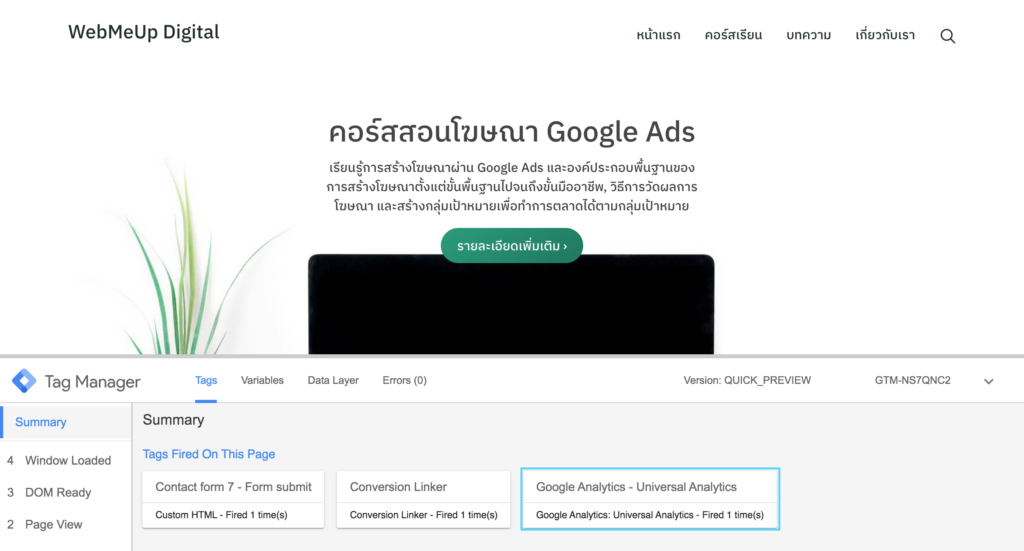 WebMeUp Digital
หน้าแรก คอร์สเรียน บทความ เกี่ยวกับเรา
คอร์สสอนโฆษณา Google Ads
เรียนรู้การสร้างโฆษณาผ่าน Google Ads และองค์ประกอบพื้นฐานของ
การสร้างโฆษณาตั้งแต่ขั้นพื้นฐานไปจนถึงขั้นมืออาชีพ, วิธีการวัดผลการ
โฆษณา และสร้างกลุ่มเป้าหมายเพื่อทำการตลาดได้ตามกลุ่มเป้าหมาย
รายละเอียดเพิ่มเติม ›
Tag Manager Tags Variables Data Layer Errors (0) Version: QUICK_PREVIEW GTM-NS7QNC2
Summary
4 Window Loaded
3 DOM Ready
2 Page View
Summary
Tags Fired On This Page
Contact form 7 - Form submit
Custom HTML - Fired 1 time(s)
Conversion Linker
Conversion Linker - Fired 1 time(s)
Google Analytics - Universal Analytics
Google Analytics: Universal Analytics - Fired 1 time(s)